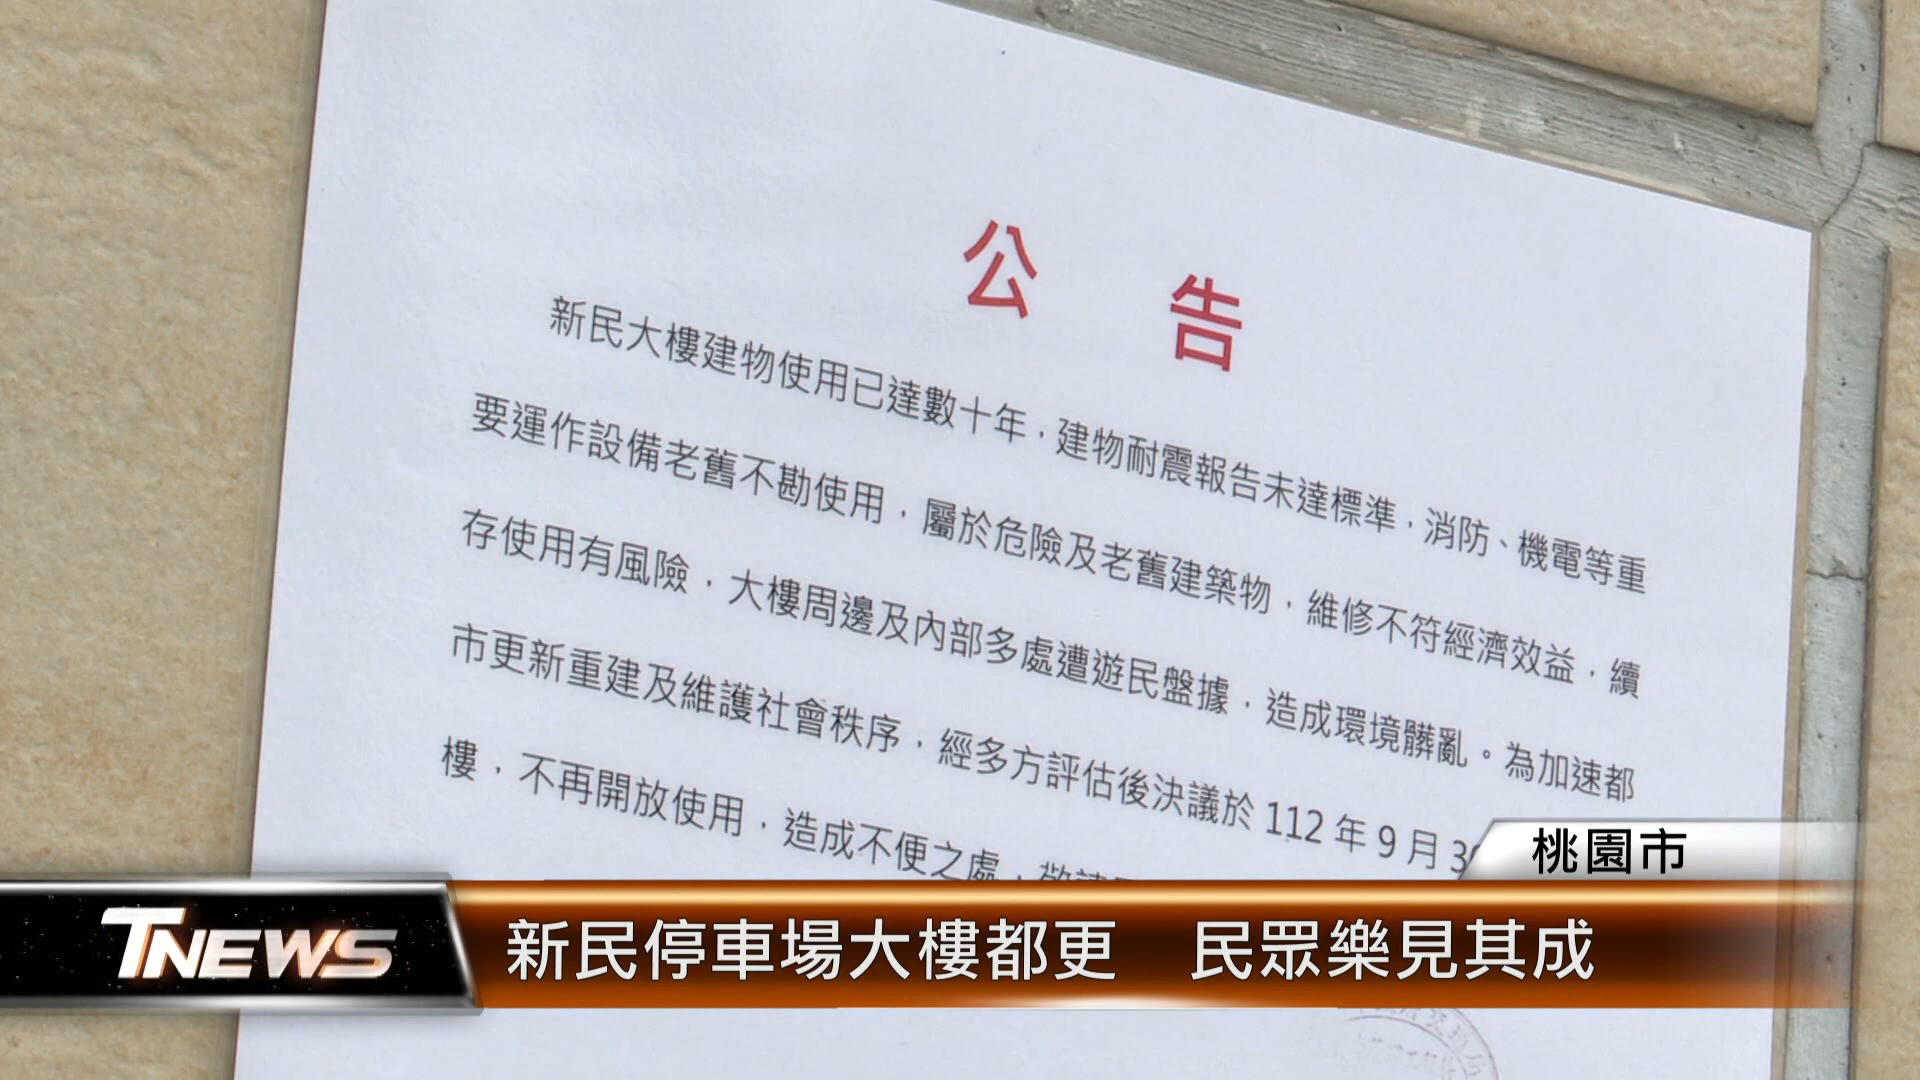 公告
新民大樓建物使用已達數十年，建物耐震報告未達標準，消防、機電等重
要運作設備老舊不勘使用，屬於危險及老舊建築物，維修不符經濟效益，續
存使用有風險，大樓周邊及內部多處遭遊民盤據，造成環境髒亂。為加速都
市更新重建及維護社會秩序，經多方評估後決議於 112 年 9 月 30
樓，不再開放使用，造成不便之處，敬請
桃園市
TNEWS
新民停車場大樓都更 民眾樂見其成